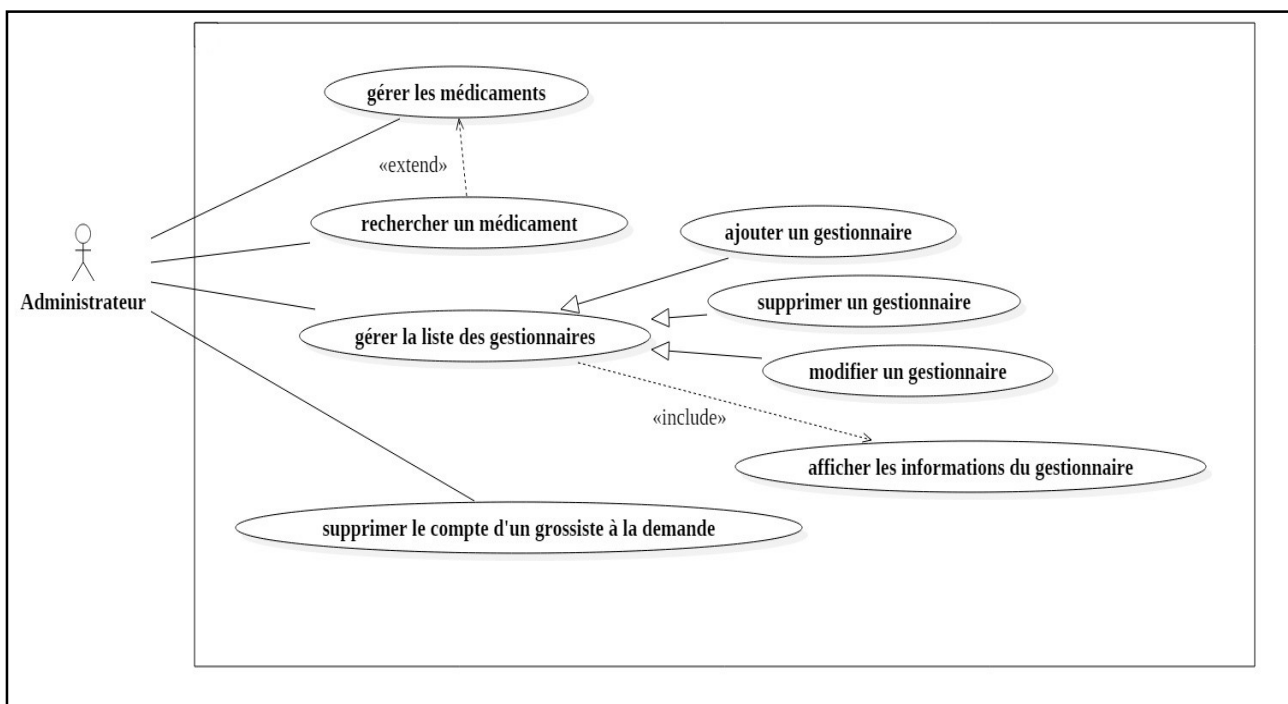 gérer les médicaments
«extend»
rechercher un médicament
ajouter un gestionnaire
supprimer un gestionnaire
Administrateur
gérer la liste des gestionnaires
modifier un gestionnaire
«include»
afficher les informations du gestionnaire
supprimer le compte d'un grossiste à la demande